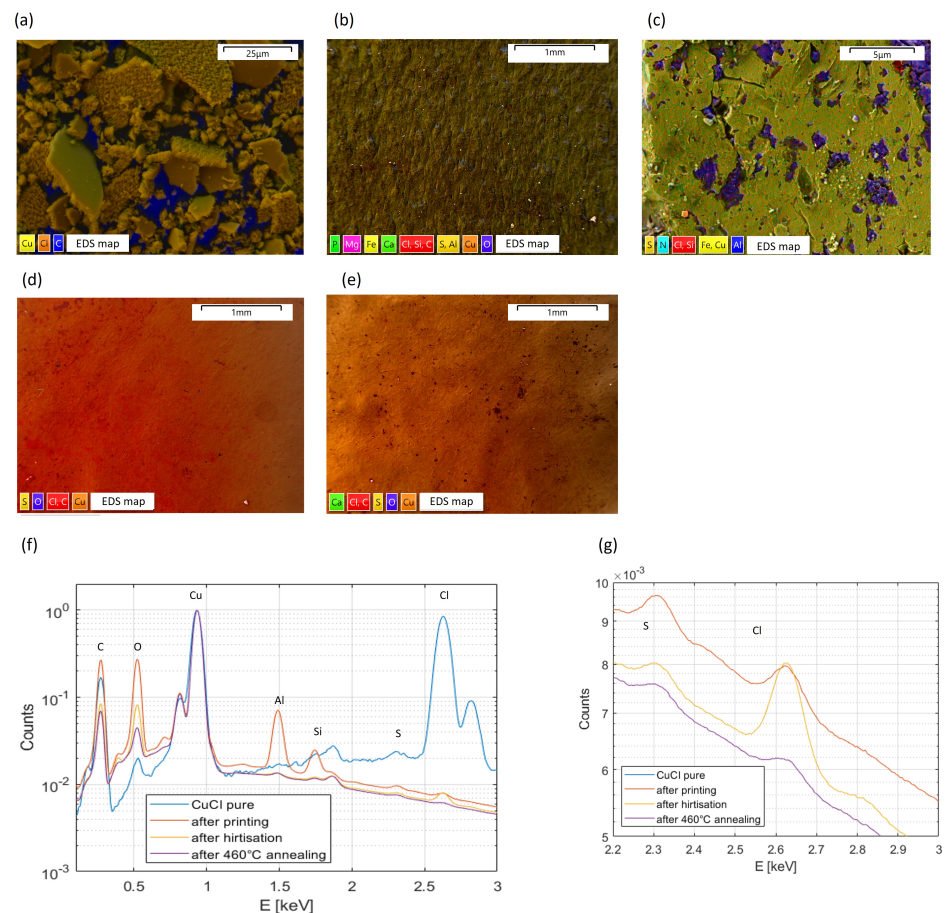 (a)
(b)
(c)
25μm
1mm
5μm
Cu Cl C EDS map
P Mg Fe Ca Cl, Si, C S, Al Cu O EDS map
S N Cl, Si Fe, Cu Al EDS map
(d)
(e)
1mm
1mm
S O Cl, C Cu EDS map
Ca Cl, C S O Cu EDS map
(f)
(g)
Cu
Cl
C
O
Al
Si
S
10^0
10^-1
10^-2
10^-3
Counts
CuCl pure
after printing
after hirtisation
after 460°C annealing
0.5 1 1.5 2 2.5 3
E [keV]
×10^-3
10
9
8
7
6
5
Counts
S
Cl
CuCl pure
after printing
after hirtisation
after 460°C annealing
2.2 2.3 2.4 2.5 2.6 2.7 2.8 2.9 3
E [keV]